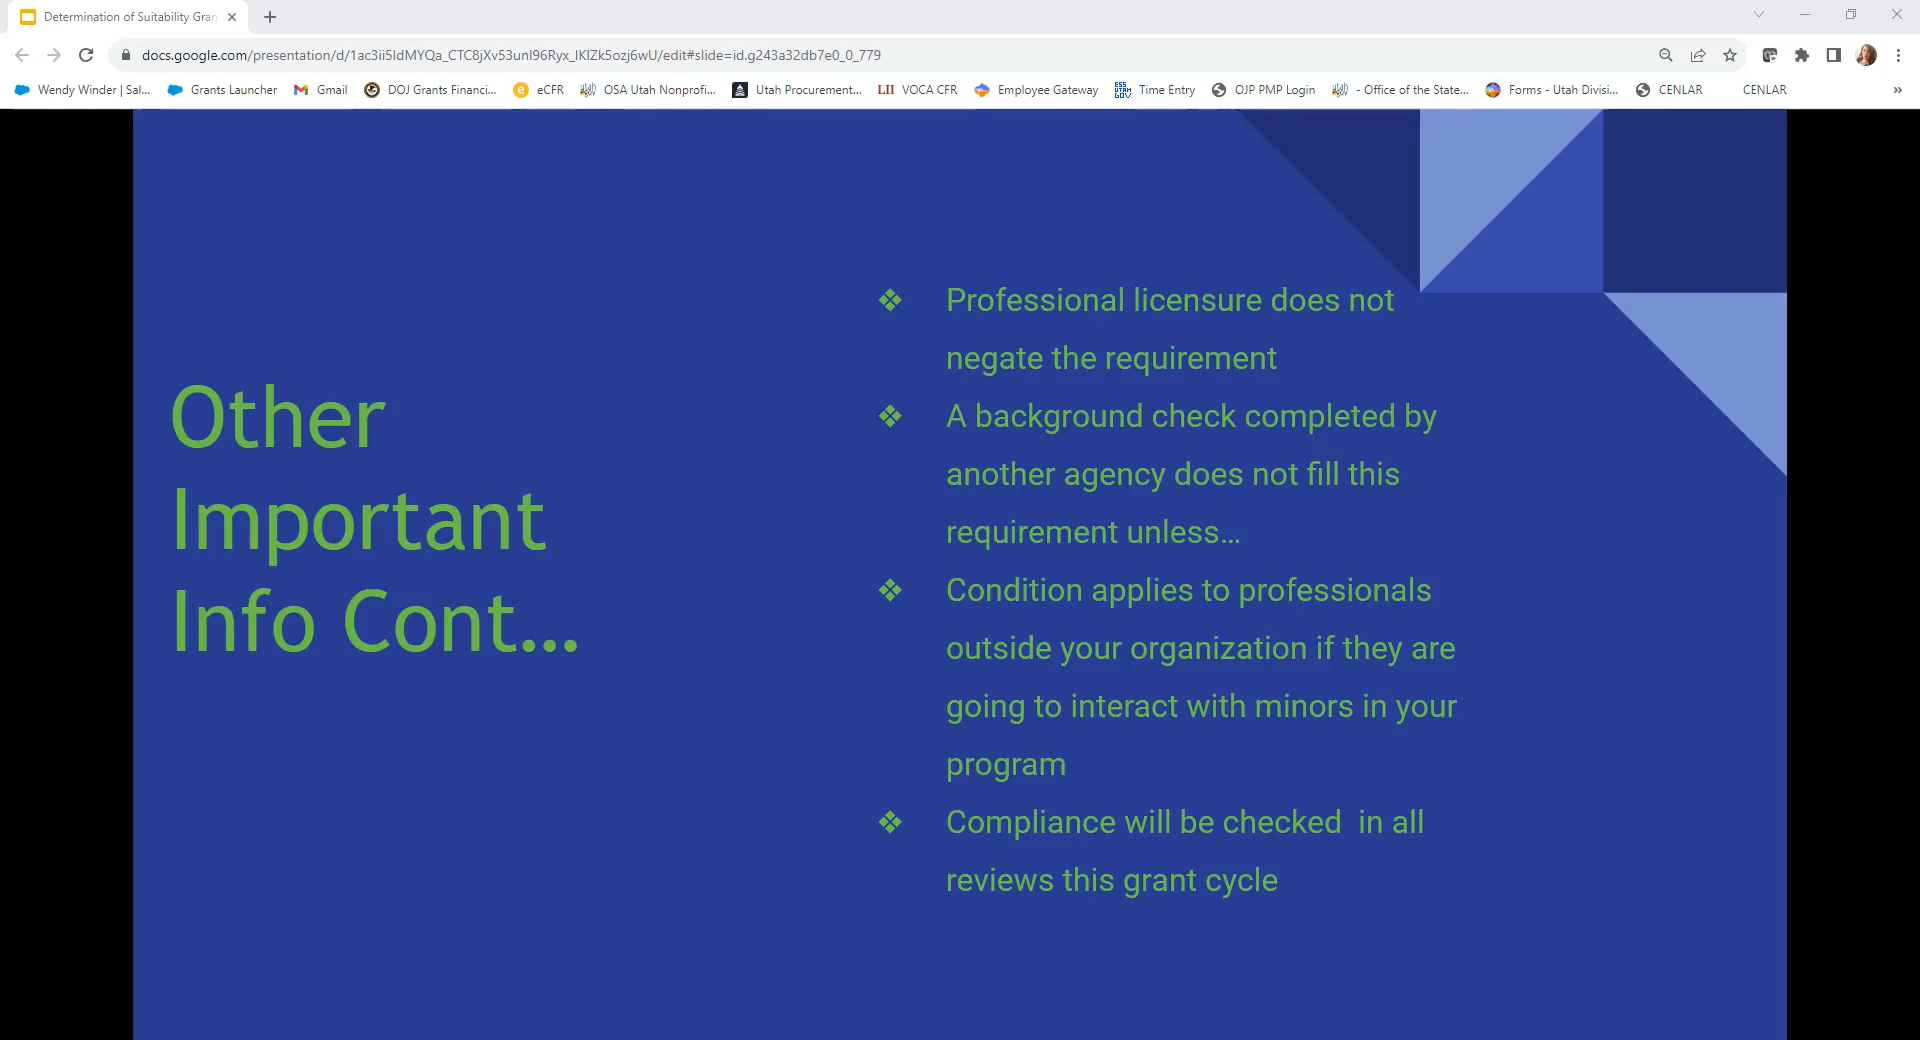 Determination of Suitability Gran
docs.google.com/presentation/d/1ac3ii5IdMYQa_CTC8jXv53unI96Ryx_IKIZk5ozj6wU/edit#slide=id.g243a32db7e0_0_779
Wendy Winder | Sal... Grants Launcher Gmail DOJ Grants Financi... eCFR OSA Utah Nonprofi... Utah Procurement... LII VOCA CFR Employee Gateway Time Entry OJP PMP Login - Office of the State... Forms - Utah Divisi... CENLAR CENLAR »
Other
Important
Info Cont...
❖ Professional licensure does not
negate the requirement
❖ A background check completed by
another agency does not fill this
requirement unless...
❖ Condition applies to professionals
outside your organization if they are
going to interact with minors in your
program
❖ Compliance will be checked  in all
reviews this grant cycle